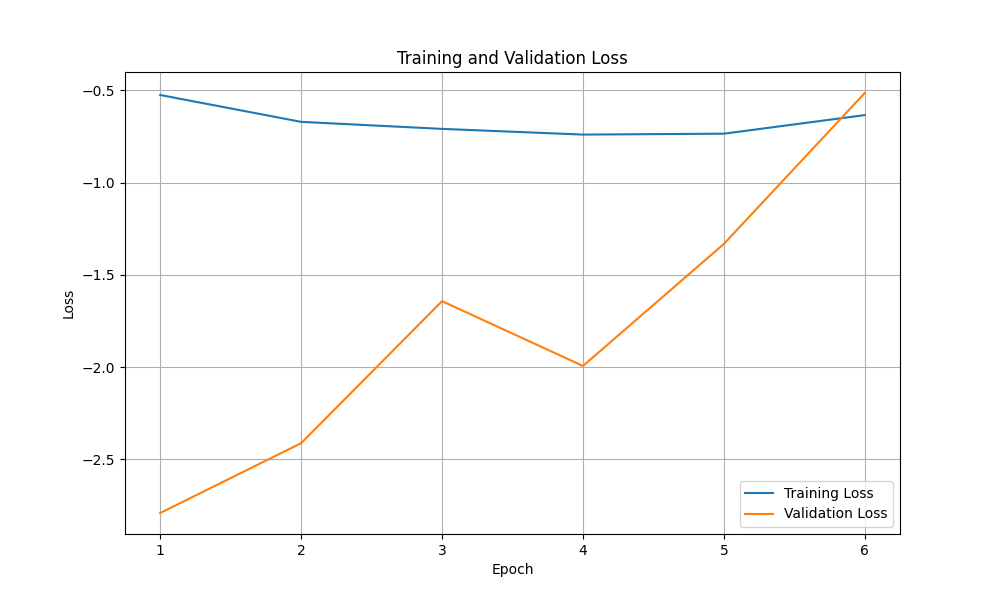 Training and Validation Loss
Loss
−0.5
−1.0
−1.5
−2.0
−2.5
Training Loss
Validation Loss
1 2 3 4 5 6
Epoch